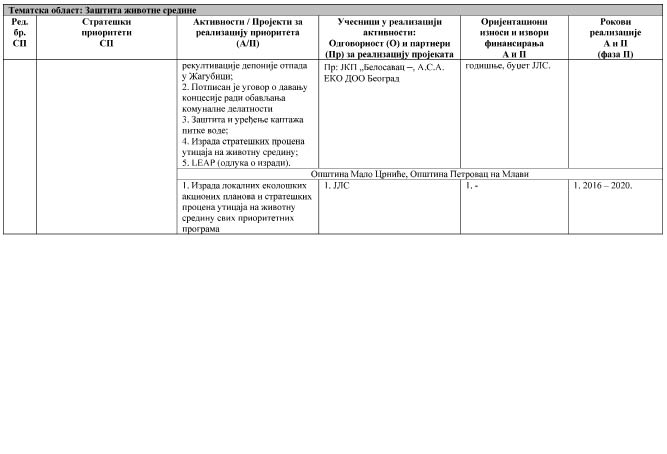 Тематска област: Заштита животне средине
Ред.
бр.
СП
Стратешки
приоритети
СП
Активности / Пројекти за
реализацију приоритета
(А/П)
Учесници у реализацији
активности:
Одговорност (О) и партнери
(Пр) за реализацију пројеката
Оријентациони
износи и извори
финансирања
А и П
Рокови
реализације
А и П
(фаза II)
рекултивације депоније отпада
у Жагубици;
2. Потписан је уговор о давању
концесије ради обављања
комуналне делатности
3. Заштита и уређење каптажа
питке воде;
4. Израда стратешких процена
утицаја на животну средину;
5. LEAP (одлука о изради).
Пр: ЈКП „Белосавац –, А.С.А.
ЕКО ДОО Београд
годишње, буџет ЈЛС.
Општина Мало Црниће, Општина Петровац на Млави
1. Израда локалних еколошких
акционих планова и стратешких
процена утицаја на животну
средину свих приоритетних
програма
1. ЈЛС
1. -
1. 2016 – 2020.